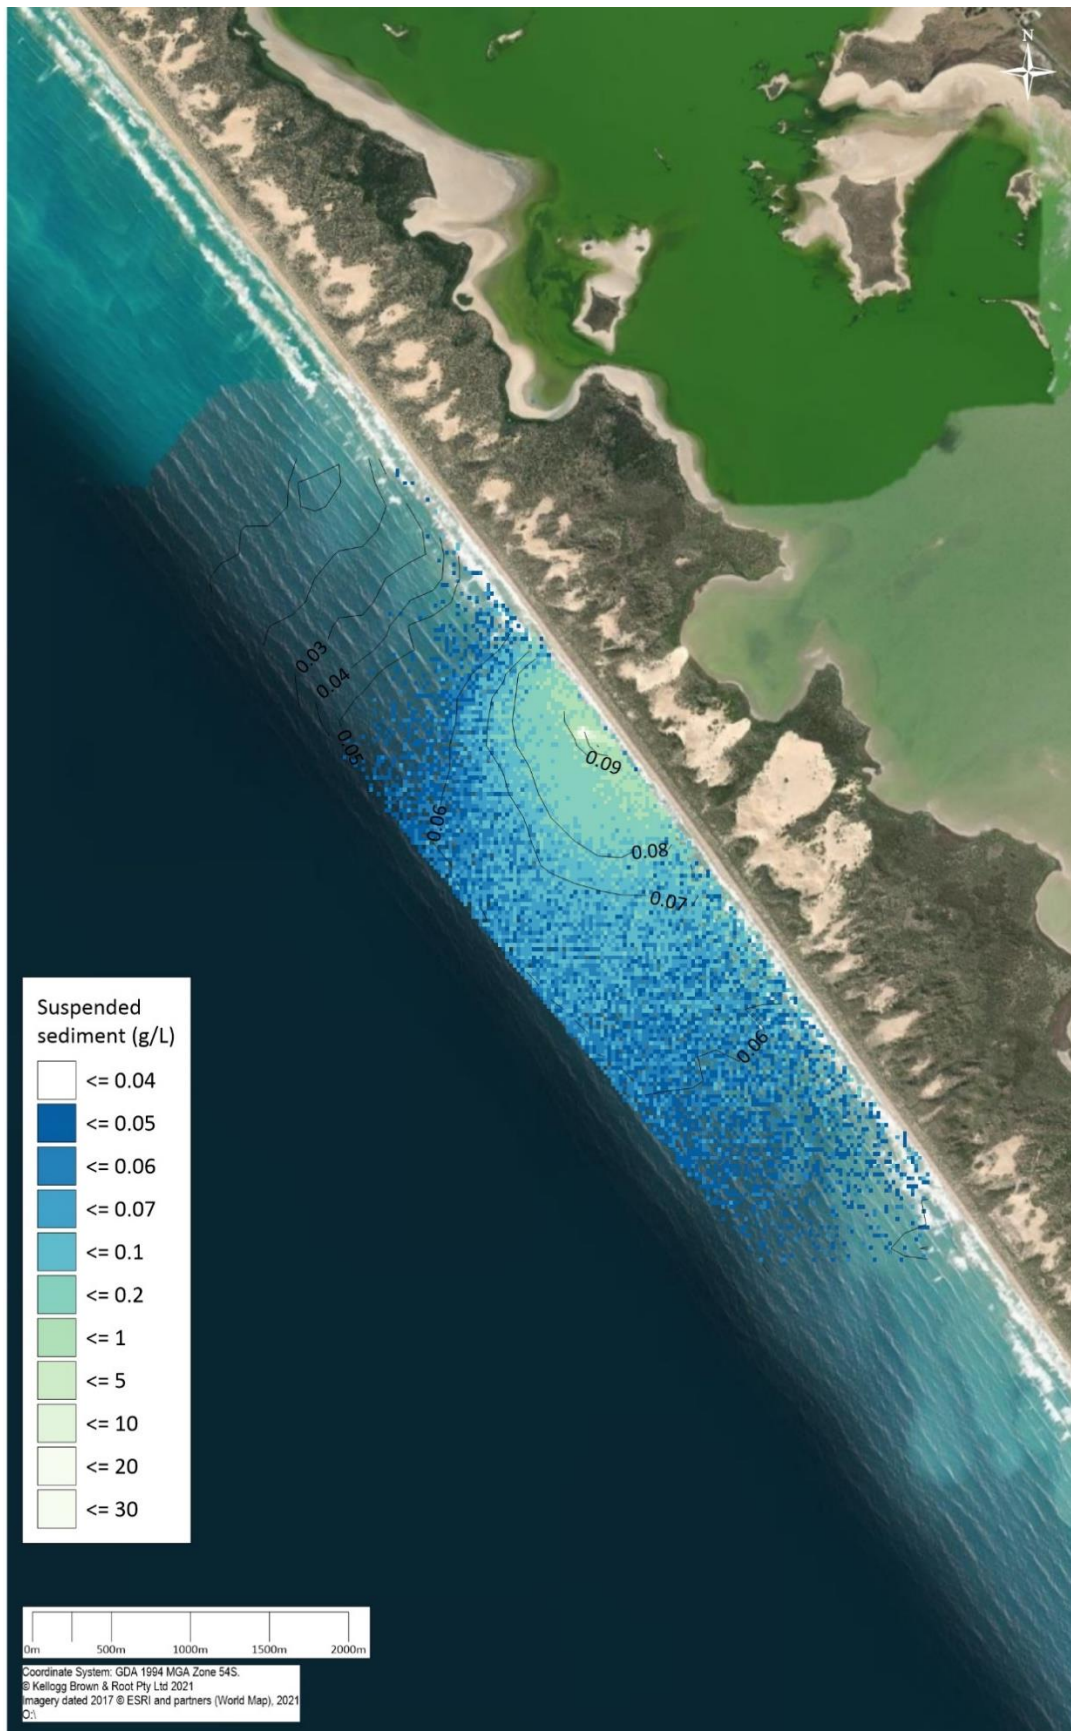 N
0.03
0.04
0.05
0.06
0.09
0.08
0.07
0.06
Suspended
sediment (g/L)
<= 0.04
<= 0.05
<= 0.06
<= 0.07
<= 0.1
<= 0.2
<= 1
<= 5
<= 10
<= 20
<= 30
0m 500m 1000m 1500m 2000m
Coordinate System: GDA 1994 MGA Zone 54S.
© Kellogg Brown & Root Pty Ltd 2021
Imagery dated 2017 © ESRI and partners (World Map), 2021
O:\